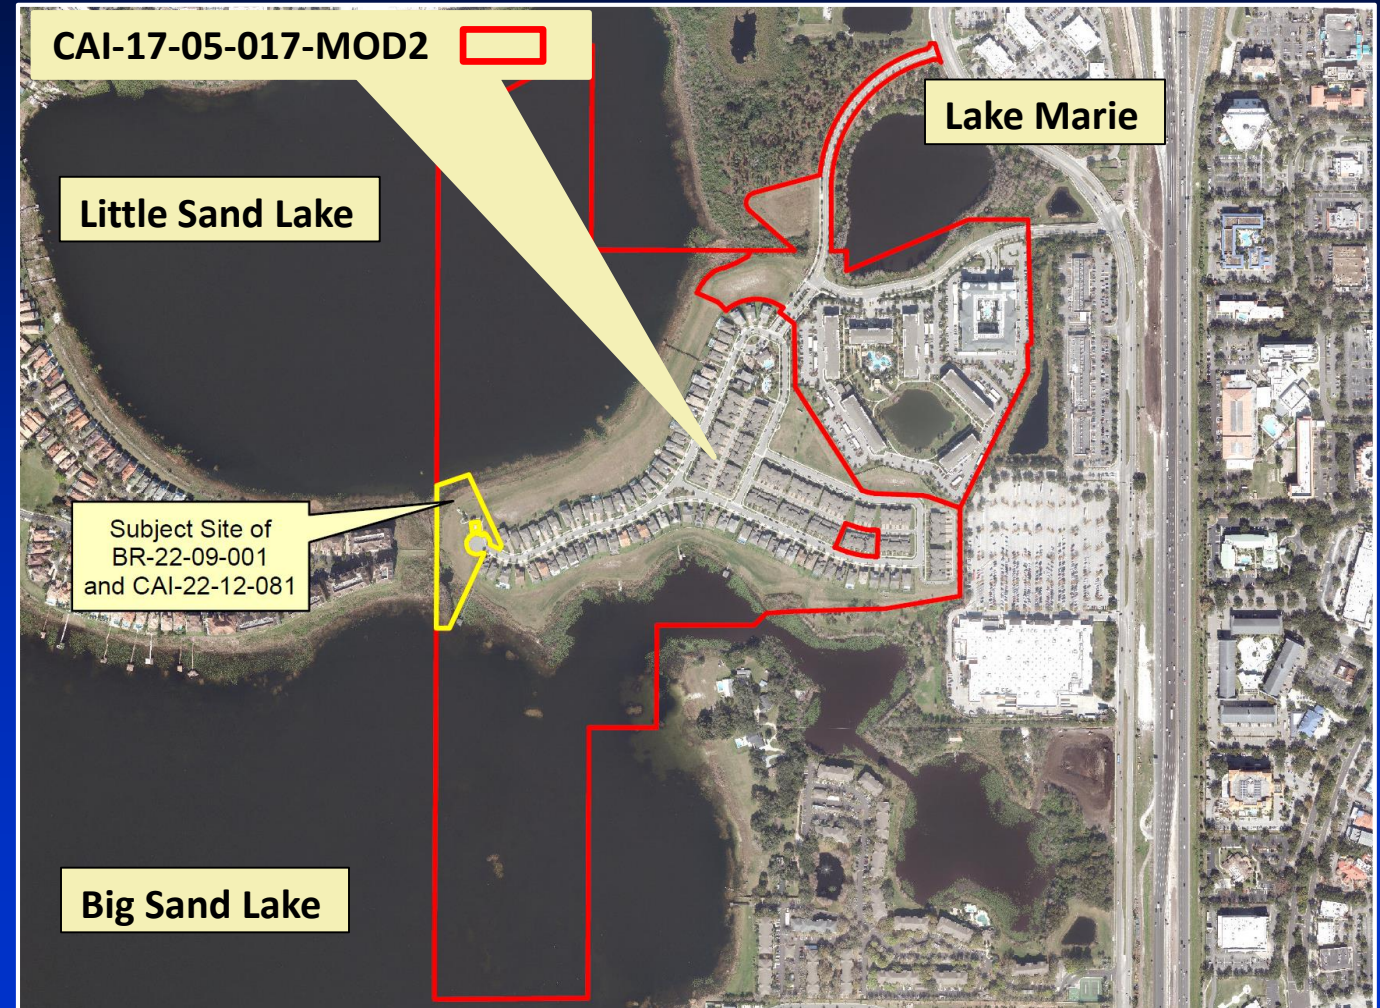 CAI-17-05-017-MOD2
Lake Marie
Little Sand Lake
Subject Site of
BR-22-09-001
and CAI-22-12-081
Big Sand Lake